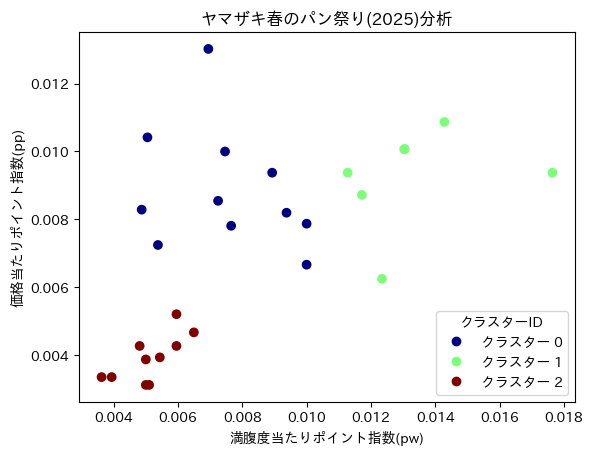 ヤマザキ春のパン祭り(2025)分析
価格当たりポイント指数(pp)
0.012
0.010
0.008
0.006
0.004
クラスターID
クラスター 0
クラスター 1
クラスター 2
0.004 0.006 0.008 0.010 0.012 0.014 0.016 0.018
満腹度当たりポイント指数(pw)